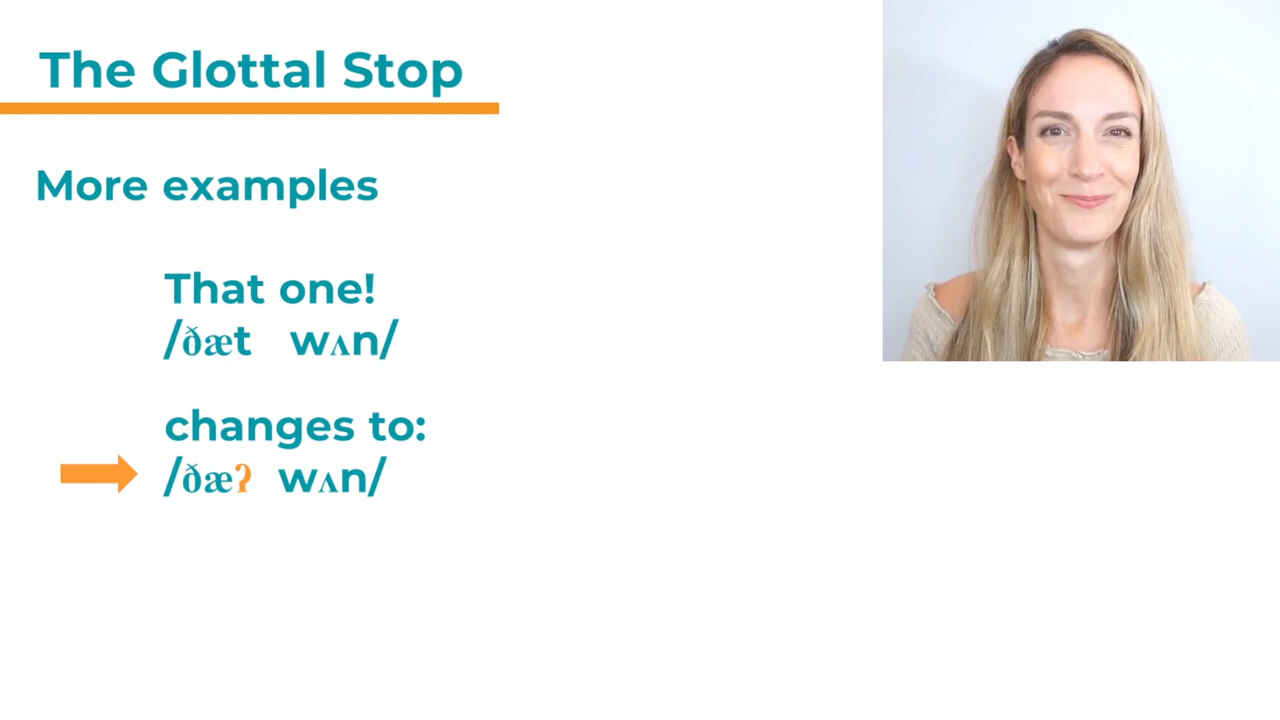 The Glottal Stop
More examples
That one!
/ðæt wʌn/
changes to:
/ðæʔ wʌn/